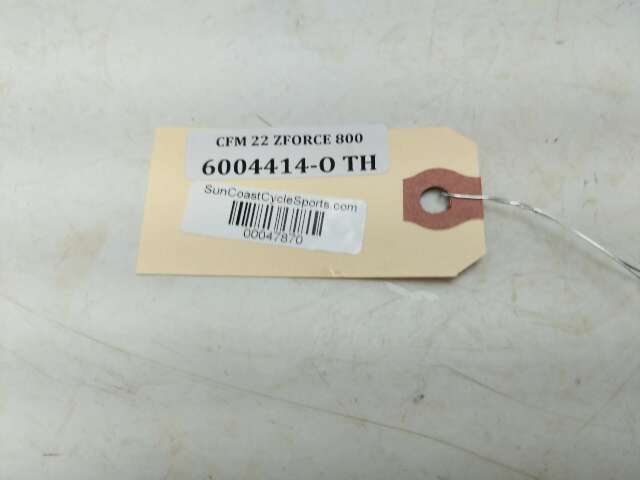 CFM 22 ZFORCE 800
6004414-O TH
SunCoastCycleSports.com
00047870